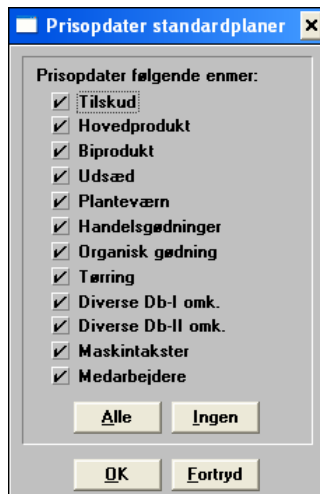 Prisopdater standardplaner
Prisopdater følgende enmer:
Tilskud
Hovedprodukt
Biprodukt
Udsæd
Planteværn
Handelsgødninger
Organisk gødning
Tørring
Diverse Db-I omk.
Diverse Db-II omk.
Maskintakster
Medarbejdere
Alle Ingen
OK Fortryd